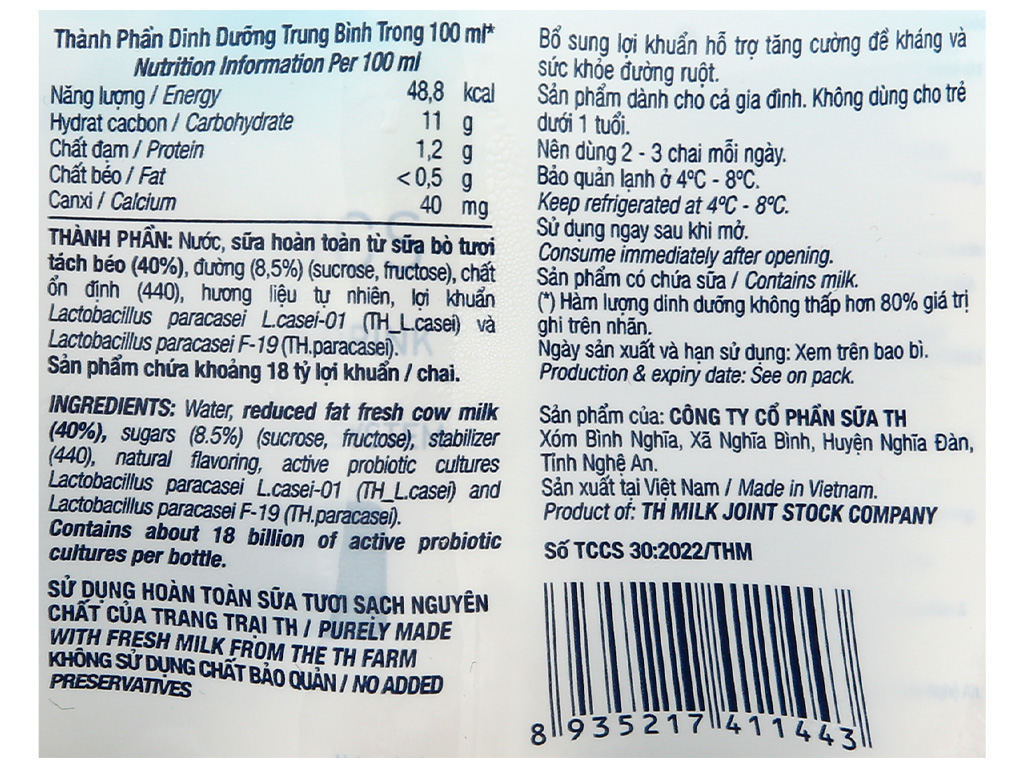 Thành Phần Dinh Dưỡng Trung Bình Trong 100 ml*
Nutrition Information Per 100 ml
Năng lượng / Energy 48,8 kcal
Hydrat cacbon / Carbohydrate 11 g
Chất đạm / Protein 1,2 g
Chất béo / Fat < 0,5 g
Canxi / Calcium 40 mg
THÀNH PHẦN: Nước, sữa hoàn toàn từ sữa bò tươi
tách béo (40%), đường (8,5%) (sucrose, fructose), chất
ổn định (440), hương liệu tự nhiên, lợi khuẩn
Lactobacillus paracasei L.casei-01 (TH_L.casei) và
Lactobacillus paracasei F-19 (TH.paracasei).
Sản phẩm chứa khoảng 18 tỷ lợi khuẩn / chai.
INGREDIENTS: Water, reduced fat fresh cow milk
(40%), sugars (8.5%) (sucrose, fructose), stabilizer
(440), natural flavoring, active probiotic cultures
Lactobacillus paracasei L.casei-01 (TH_L.casei) and
Lactobacillus paracasei F-19 (TH.paracasei).
Contains about 18 billion of active probiotic
cultures per bottle.
SỬ DỤNG HOÀN TOÀN SỮA TƯƠI SẠCH NGUYÊN
CHẤT CỦA TRANG TRẠI TH / PURELY MADE
WITH FRESH MILK FROM THE TH FARM
KHÔNG SỬ DỤNG CHẤT BẢO QUẢN / NO ADDED
PRESERVATIVES
Bổ sung lợi khuẩn hỗ trợ tăng cường đề kháng và
sức khỏe đường ruột.
Sản phẩm dành cho cả gia đình. Không dùng cho trẻ
dưới 1 tuổi.
Nên dùng 2 - 3 chai mỗi ngày.
Bảo quản lạnh ở 4ºC - 8ºC.
Keep refrigerated at 4ºC - 8ºC.
Sử dụng ngay sau khi mở.
Consume immediately after opening.
Sản phẩm có chứa sữa / Contains milk.
(*) Hàm lượng dinh dưỡng không thấp hơn 80% giá trị
ghi trên nhãn.
Ngày sản xuất và hạn sử dụng: Xem trên bao bì.
Production & expiry date: See on pack.
Sản phẩm của: CÔNG TY CỔ PHẦN SỮA TH
Xóm Bình Nghĩa, Xã Nghĩa Bình, Huyện Nghĩa Đàn,
Tỉnh Nghệ An.
Sản xuất tại Việt Nam / Made in Vietnam.
Product of: TH MILK JOINT STOCK COMPANY
Số TCCS 30:2022/THM
8 935217 411443